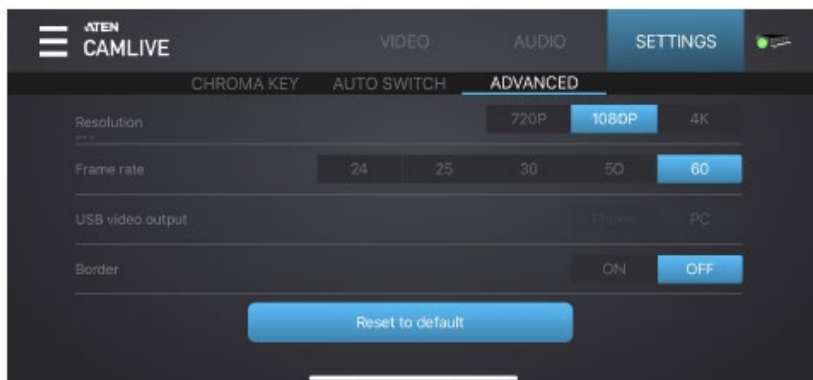 ATEN
CAMLIVE VIDEO AUDIO SETTINGS
CHROMA KEY AUTO SWITCH ADVANCED
Resolution 720P 1080P 4K
Frame rate 24 25 30 50 60
USB video output Phone PC
Border ON OFF
Reset to default